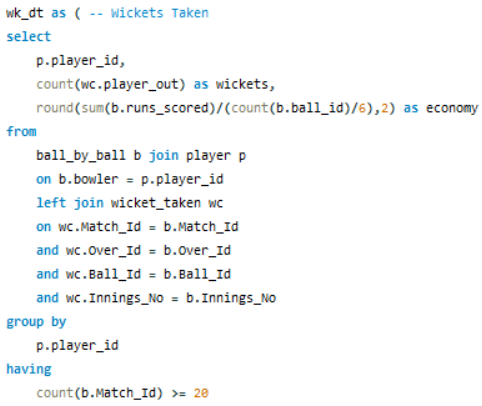 wk_dt as ( -- Wickets Taken
select
    p.player_id,
    count(wc.player_out) as wickets,
    round(sum(b.runs_scored)/(count(b.ball_id)/6),2) as economy
from
    ball_by_ball b join player p
    on b.bowler = p.player_id
    left join wicket_taken wc
    on wc.Match_Id = b.Match_Id
    and wc.Over_Id = b.Over_Id
    and wc.Ball_Id = b.Ball_Id
    and wc.Innings_No = b.Innings_No
group by
    p.player_id
having
    count(b.Match_Id) >= 20